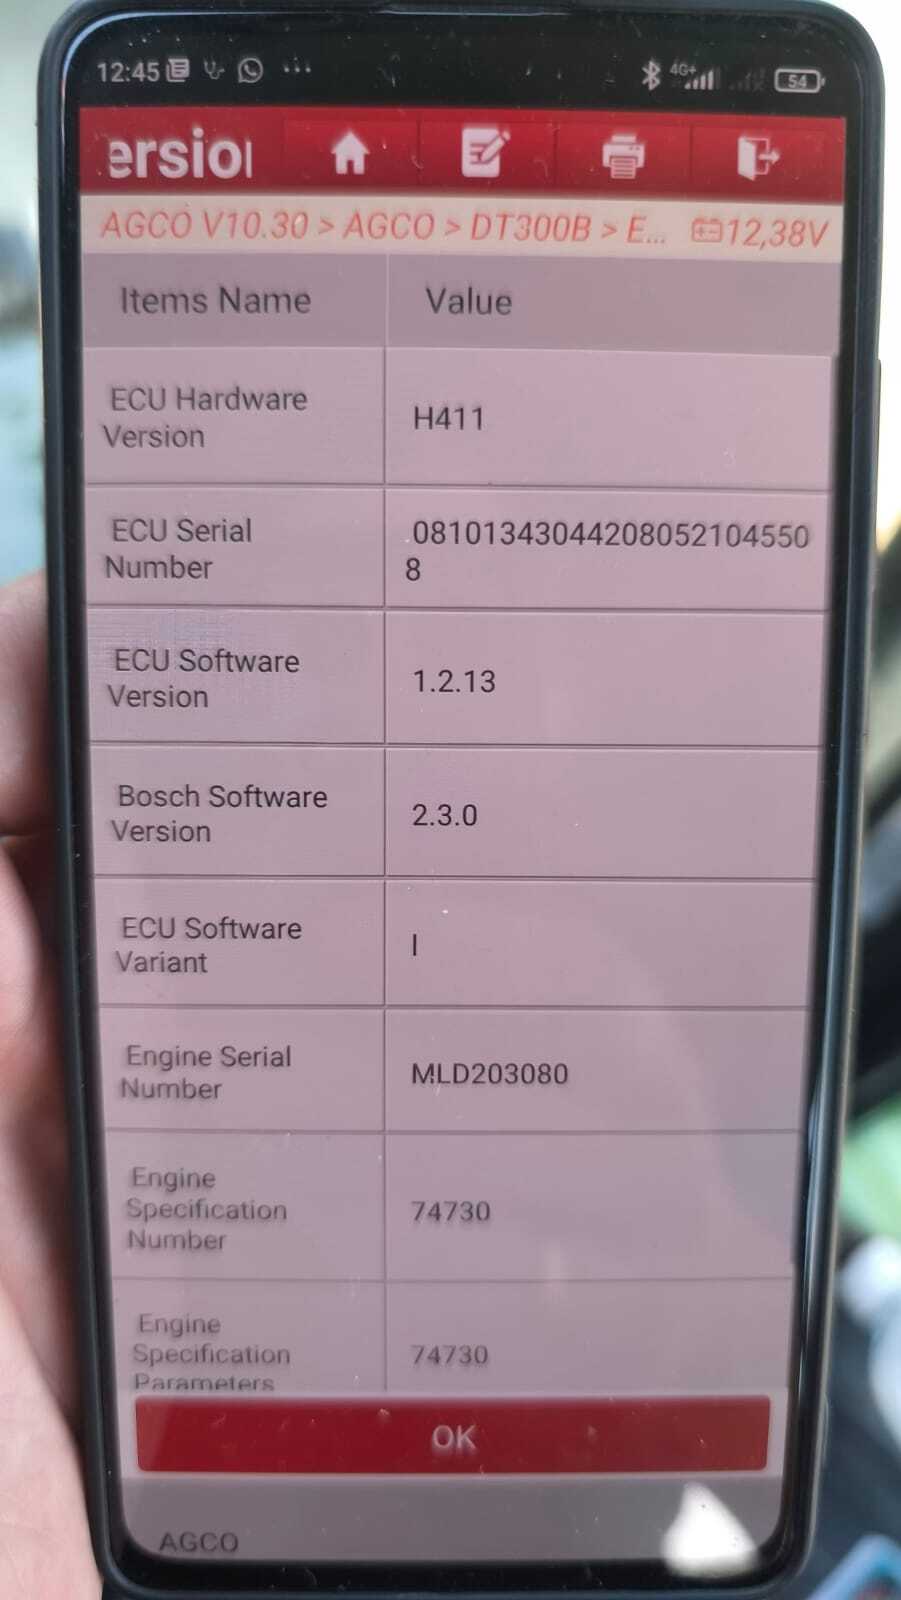 12:45 ... 4G+ 54
ersion
AGCO V10.30 > AGCO > DT300B > E... 12,38V
Items Name Value
ECU Hardware
Version
H411
ECU Serial
Number
08101343044208052104550
8
ECU Software
Version
1.2.13
Bosch Software
Version
2.3.0
ECU Software
Variant
I
Engine Serial
Number
MLD203080
Engine
Specification
Number
74730
Engine
Specification
Parameters
74730
OK
AGCO